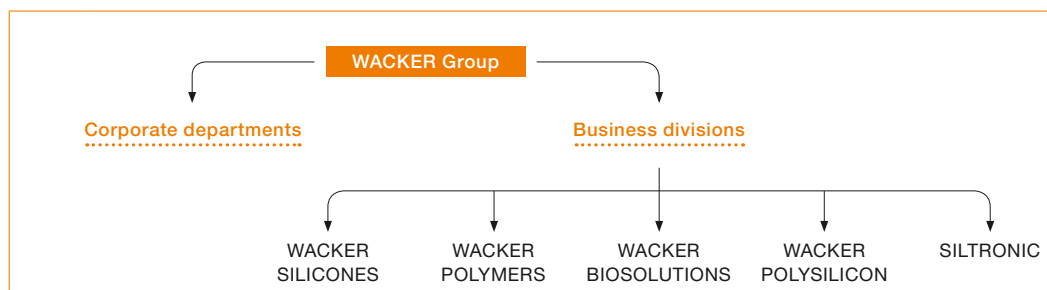 WACKER Group
Corporate departments
Business divisions
WACKER
SILICONES
WACKER
POLYMERS
WACKER
BIOSOLUTIONS
WACKER
POLYSILICON
SILTRONIC